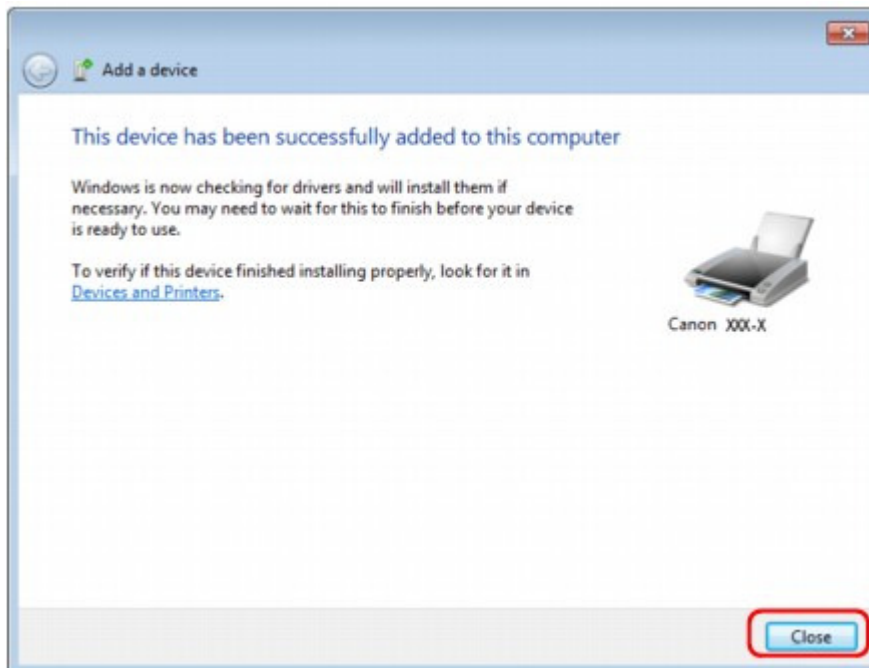 Add a device
This device has been successfully added to this computer
Windows is now checking for drivers and will install them if
necessary. You may need to wait for this to finish before your device
is ready to use.
To verify if this device finished installing properly, look for it in
Devices and Printers.
Canon XXX-X
Close